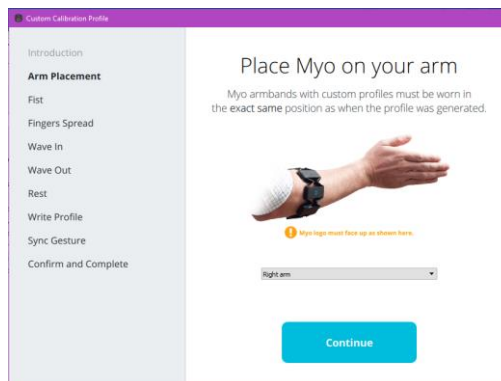 Custom Calibration Profile
Introduction
Arm Placement
Fist
Fingers Spread
Wave In
Wave Out
Rest
Write Profile
Sync Gesture
Confirm and Complete
Place Myo on your arm
Myo armbands with custom profiles must be worn in
the exact same position as when the profile was generated.
Myo logo must face up as shown here.
Right arm
Continue